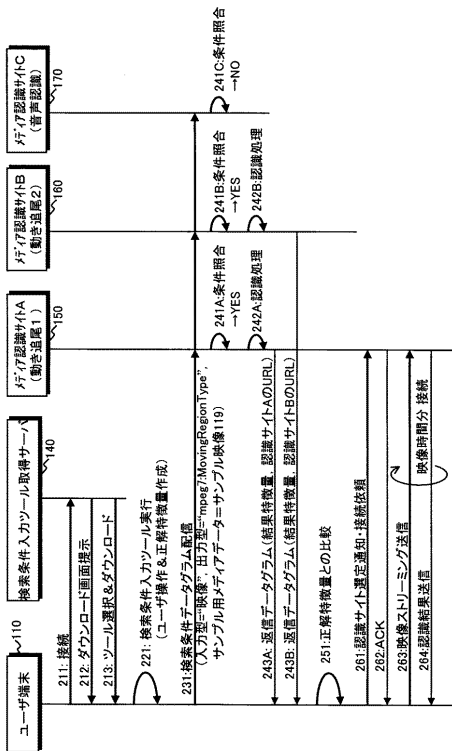 ユーザ端末
110
検索条件入力ツール取得サーバ
140
メディア認識サイトA
(動き追尾1)
150
メディア認識サイトB
(動き追尾2)
160
メディア認識サイトC
(音声認識)
170
211: 接続
212: ダウンロード画面提示
213: ツール選択&ダウンロード
221: 検索条件入力ツール実行
(ユーザ操作&正解特徴量作成)
231:検索条件データグラム配信
(入力型="映像", 出力型="mpeg7:MovingRegionType",
サンプル用メディアデータ=サンプル映像119)
241A:条件照合
→YES
241B:条件照合
→YES
241C:条件照合
→NO
242A:認識処理
242B:認識処理
243A: 返信データグラム(結果特徴量, 認識サイトAのURL)
243B: 返信データグラム(結果特徴量, 認識サイトBのURL)
251:正解特徴量との比較
261:認識サイト選定通知・接続依頼
262:ACK
263:映像ストリーミング送信
264:認識結果送信
映像時間分 接続